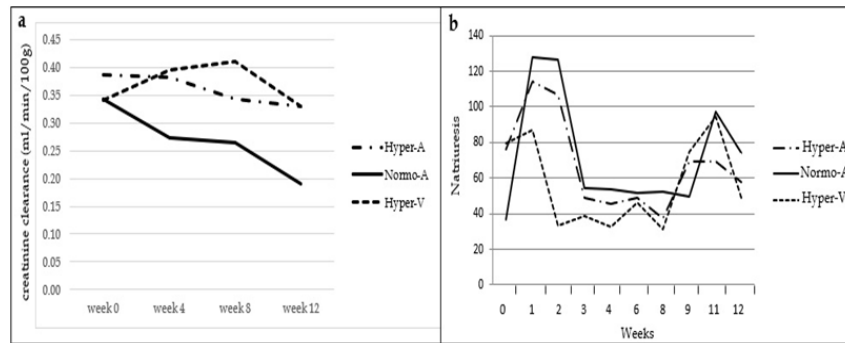 a
creatinine clearance (ml/min/100g)
0.45
0.40
0.35
0.30
0.25
0.20
0.15
0.10
0.05
0.00
week 0 week 4 week 8 week 12
Hyper-A
Normo-A
Hyper-V
b
Natriuresis
140
120
100
80
60
40
20
0
0 1 2 3 4 6 8 9 11 12
Weeks
Hyper-A
Normo-A
Hyper-V